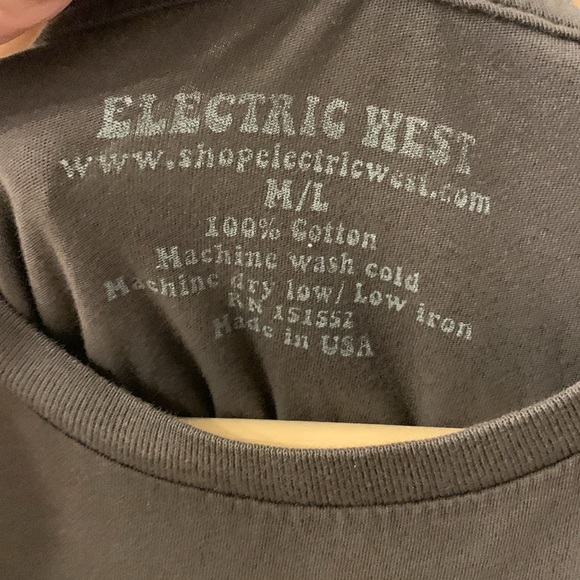 ELECTRIC WEST
www.shopelectricwest.com
M/L
100% Cotton
Machine wash cold
Machine dry low/ Low iron
RN 151552
Made in USA